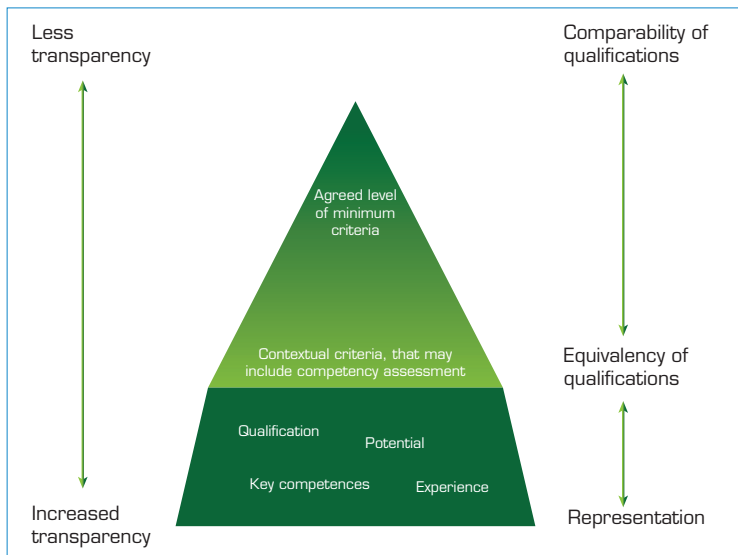 Less
transparency
Comparability of
qualifications
Agreed level
of minimum
criteria
Contextual criteria, that may
include competency assessment
Equivalency of
qualifications
Qualification
Potential
Key competences
Experience
Increased
transparency
Representation